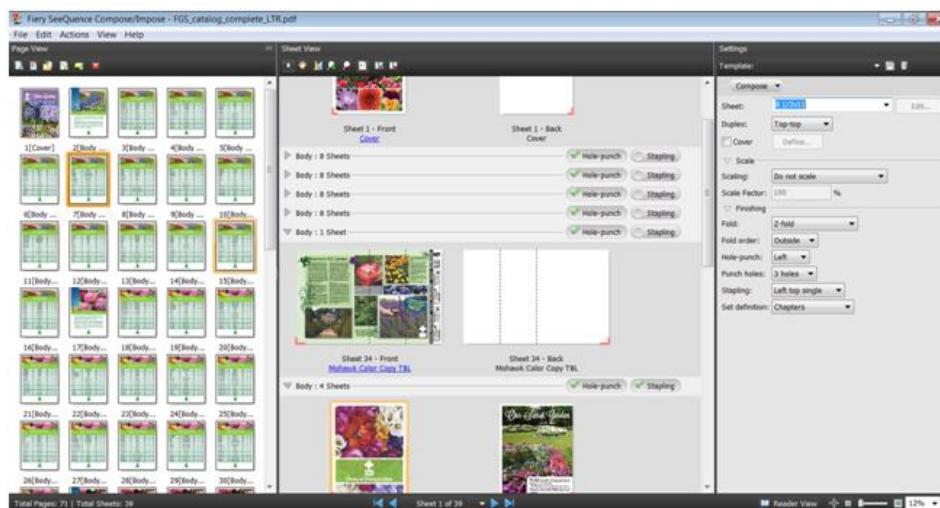 Fiery SeeQuence Compose/Impose - FGS_catalog_complete_LTR.pdf
File Edit Actions View Help
Page View
Sheet View
Settings
Template:
Compose
Sheet: 8 1/2x11 Edit...
Duplex: Top-top
Cover Define...
Scale
Scaling: Do not scale
Scale Factor: 100 %
Finishing
Fold: Z-fold
Fold order: Outside
Hole-punch: Left
Punch holes: 3 holes
Stapling: Left top single
Set definition: Chapters
1[Cover] 2[Body ... 3[Body ... 4[Body ... 5[Body ...
6[Body ... 7[Body ... 8[Body ... 9[Body ... 10[Body ...
11[Body... 12[Body... 13[Body... 14[Body... 15[Body...
16[Body... 17[Body... 18[Body... 19[Body... 20[Body...
21[Body... 22[Body... 23[Body... 24[Body... 25[Body...
26[Body... 27[Body... 28[Body... 29[Body... 30[Body...
Sheet 1 - Front Sheet 1 - Back
Cover Cover
Body : 8 Sheets Hole-punch Stapling
Body : 8 Sheets Hole-punch Stapling
Body : 8 Sheets Hole-punch Stapling
Body : 1 Sheet Hole-punch Stapling
Sheet 34 - Front Sheet 34 - Back
Mohawk Color Copy TBL Mohawk Color Copy TBL
Body : 4 Sheets Hole-punch Stapling
Total Pages: 71 | Total Sheets: 39
Sheet 1 of 39
Reader View
12%